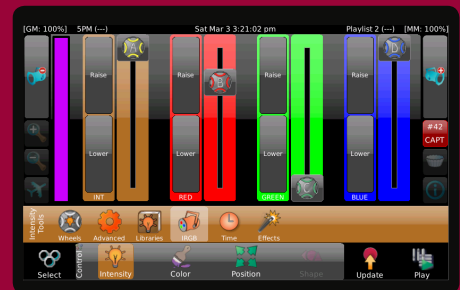 [GM: 100%] 5PM (---) Sat Mar 3 3:21:02 pm Playlist 2 (---) [MM: 100%]
A D
Raise Raise Raise Raise
B
#42
CAPT
Lower Lower Lower Lower
C
INT RED GREEN BLUE
Intensity
Tools
Wheels Advanced Libraries IRGB Time Effects
Control
Select Intensity Color Position Shape Update Play